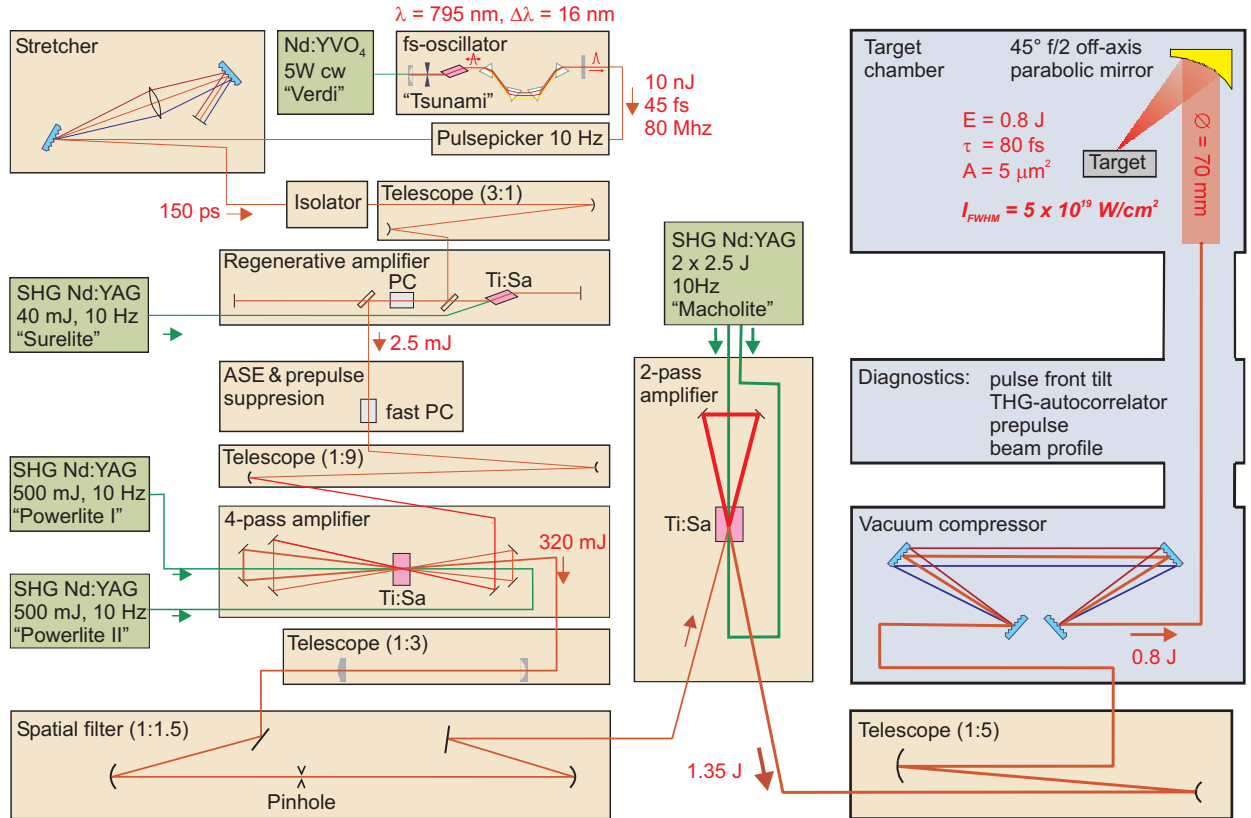 λ = 795 nm, Δλ = 16 nm
Stretcher
Nd:YVO₄
5W cw
“Verdi”
fs-oscillator
“Tsunami”
10 nJ
45 fs
80 Mhz
Pulsepicker 10 Hz
150 ps
Isolator
Telescope (3:1)
Regenerative amplifier
PC
Ti:Sa
SHG Nd:YAG
40 mJ, 10 Hz
“Surelite”
2.5 mJ
ASE & prepulse
suppresion
fast PC
Telescope (1:9)
SHG Nd:YAG
500 mJ, 10 Hz
“Powerlite I”
4-pass amplifier
Ti:Sa
320 mJ
SHG Nd:YAG
500 mJ, 10 Hz
“Powerlite II”
Telescope (1:3)
Spatial filter (1:1.5)
Pinhole
SHG Nd:YAG
2 x 2.5 J
10Hz
“Macholite”
2-pass
amplifier
Ti:Sa
1.35 J
Telescope (1:5)
Vacuum compressor
0.8 J
Diagnostics:
pulse front tilt
THG-autocorrelator
prepulse
beam profile
Target
chamber
45° f/2 off-axis
parabolic mirror
E = 0.8 J
τ = 80 fs
A = 5 μm²
I_FWHM = 5 x 10¹⁹ W/cm²
Target
∅ = 70 mm